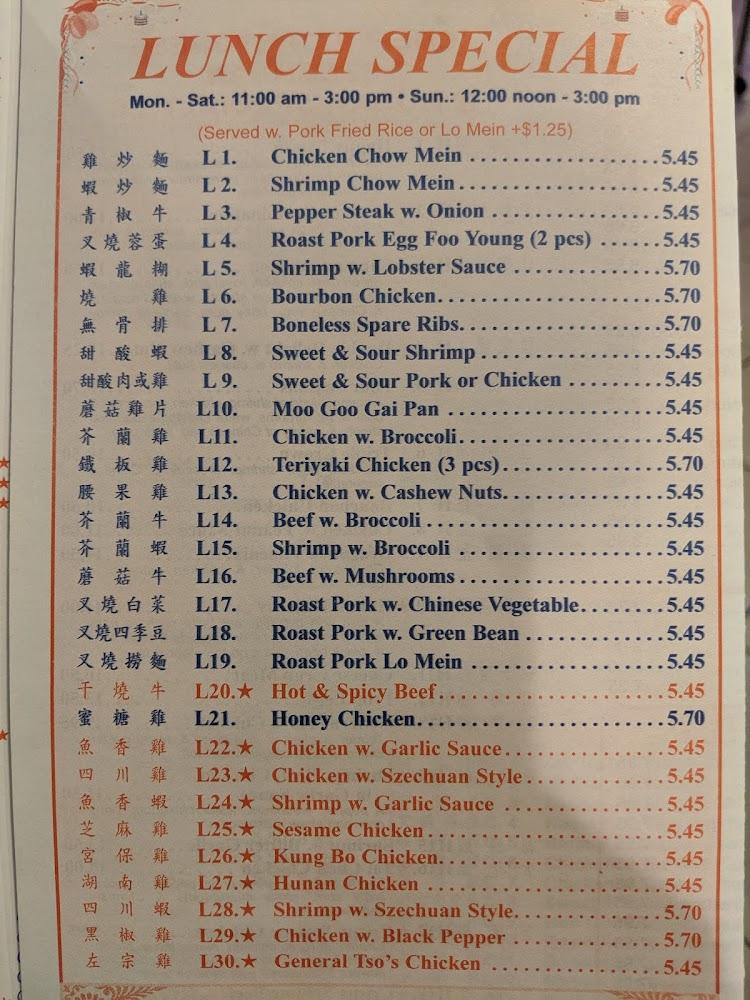 LUNCH SPECIAL
Mon. - Sat.: 11:00 am - 3:00 pm • Sun.: 12:00 noon - 3:00 pm
(Served w. Pork Fried Rice or Lo Mein +$1.25)
雞炒麵 L 1. Chicken Chow Mein ........................5.45
蝦炒麵 L 2. Shrimp Chow Mein.........................5.45
青椒牛 L 3. Pepper Steak w. Onion .....................5.45
叉燒蓉蛋 L 4. Roast Pork Egg Foo Young (2 pcs) ......5.45
蝦龍糊 L 5. Shrimp w. Lobster Sauce ..................5.70
燒雞 L 6. Bourbon Chicken...........................5.70
無骨排 L 7. Boneless Spare Ribs........................5.70
甜酸蝦 L 8. Sweet & Sour Shrimp ......................5.45
甜酸肉或雞 L 9. Sweet & Sour Pork or Chicken ..........5.45
蘑菇雞片 L10. Moo Goo Gai Pan ..........................5.45
芥蘭雞 L11. Chicken w. Broccoli.........................5.45
鐵板雞 L12. Teriyaki Chicken (3 pcs)....................5.70
腰果雞 L13. Chicken w. Cashew Nuts....................5.45
芥蘭牛 L14. Beef w. Broccoli ............................5.45
芥蘭蝦 L15. Shrimp w. Broccoli .........................5.45
蘑菇牛 L16. Beef w. Mushrooms.........................5.45
叉燒白菜 L17. Roast Pork w. Chinese Vegetable.........5.45
叉燒四季豆 L18. Roast Pork w. Green Bean ................5.45
叉燒撈麵 L19. Roast Pork Lo Mein .......................5.45
干燒牛 L20.★ Hot & Spicy Beef...........................5.45
蜜糖雞 L21. Honey Chicken.............................5.70
魚香雞 L22.★ Chicken w. Garlic Sauce....................5.45
四川雞 L23.★ Chicken w. Szechuan Style.................5.45
魚香蝦 L24.★ Shrimp w. Garlic Sauce ...................5.45
芝麻雞 L25.★ Sesame Chicken............................5.45
宮保雞 L26.★ Kung Bo Chicken..........................5.45
湖南雞 L27.★ Hunan Chicken ...........................5.45
四川蝦 L28.★ Shrimp w. Szechuan Style..................5.70
黑椒雞 L29.★ Chicken w. Black Pepper ..................5.70
左宗雞 L30.★ General Tso's Chicken .....................5.45